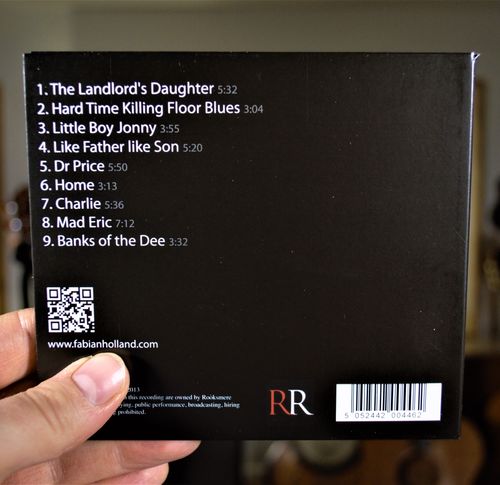 1. The Landlord's Daughter 5:32
2. Hard Time Killing Floor Blues 3:04
3. Little Boy Jonny 3:55
4. Like Father like Son 5:20
5. Dr Price 5:50
6. Home 3:13
7. Charlie 5:36
8. Mad Eric 7:12
9. Banks of the Dee 3:32
www.fabianholland.com
2013
this recording are owned by Rooksmere
public performance, broadcasting, hiring
prohibited.
RR
5 052442 004462